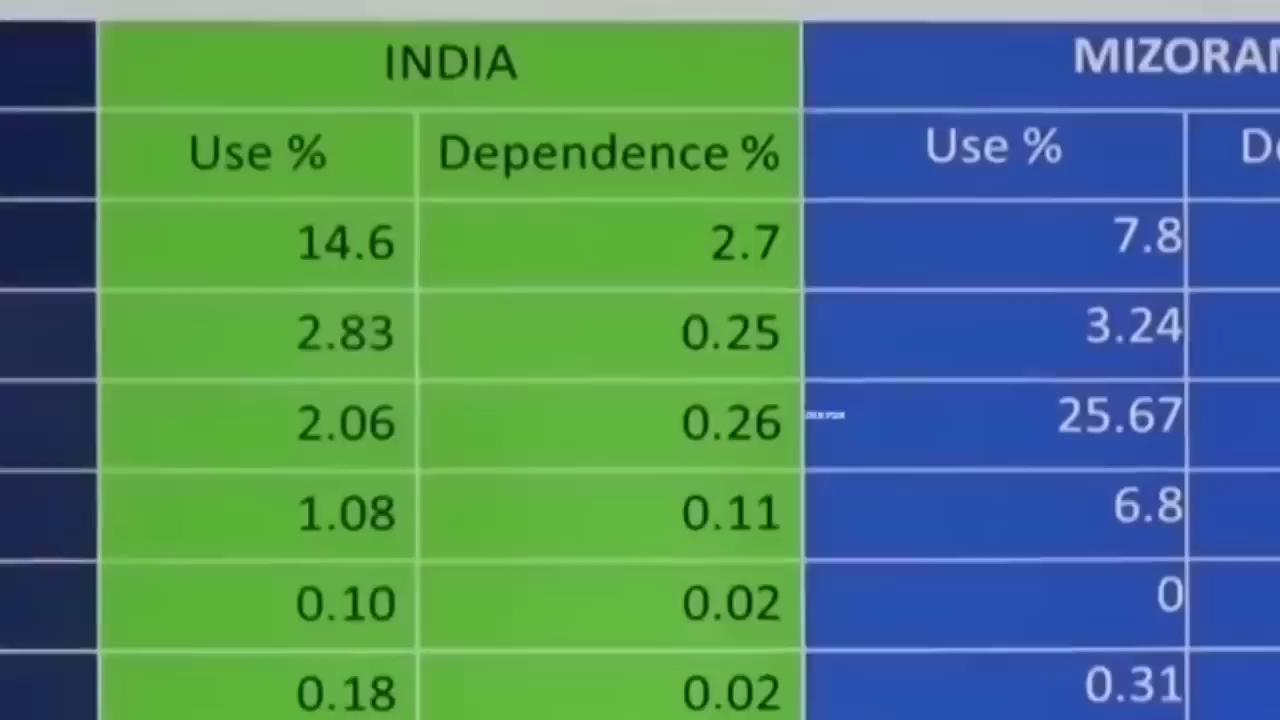 INDIA MIZORAM
Use % Dependence % Use %
14.6 2.7 7.8
2.83 0.25 3.24
2.06 0.26 25.67
1.08 0.11 6.8
0.10 0.02 0
0.18 0.02 0.31